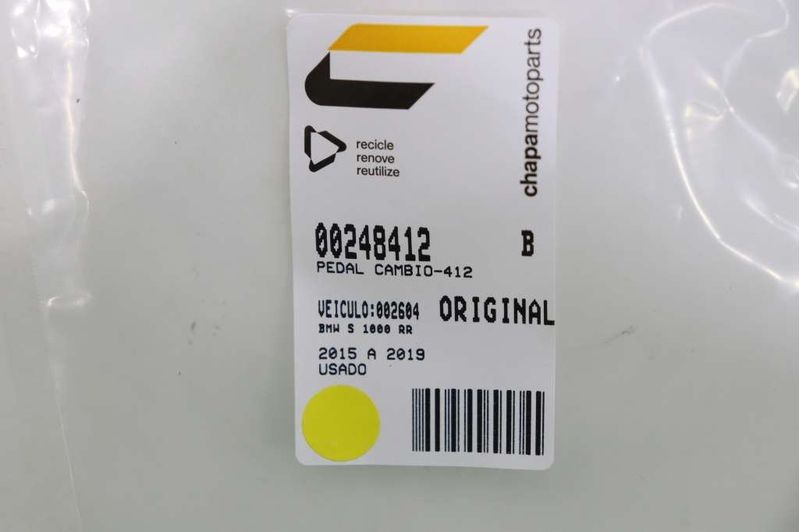 chapamotoparts
recicle
renove
reutilize
00248412 B
PEDAL CAMBIO-412
VEICULO:002604 ORIGINAL
BMW S 1000 RR
2015 A 2019
USADO